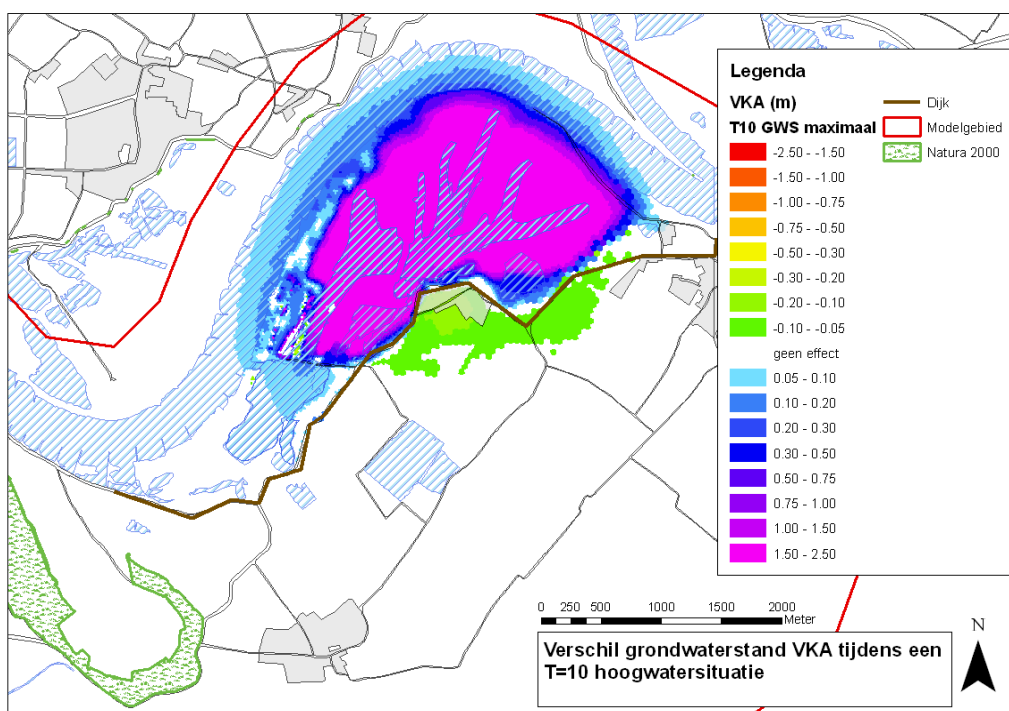 Legenda
VKA (m)
T10 GWS maximaal
-2.50 - -1.50
-1.50 - -1.00
-1.00 - -0.75
-0.75 - -0.50
-0.50 - -0.30
-0.30 - -0.20
-0.20 - -0.10
-0.10 - -0.05
geen effect
0.05 - 0.10
0.10 - 0.20
0.20 - 0.30
0.30 - 0.50
0.50 - 0.75
0.75 - 1.00
1.00 - 1.50
1.50 - 2.50
Dijk
Modelgebied
Natura 2000
0 250 500 1000 1500 2000
Meter
N
Verschil grondwaterstand VKA tijdens een
T=10 hoogwatersituatie